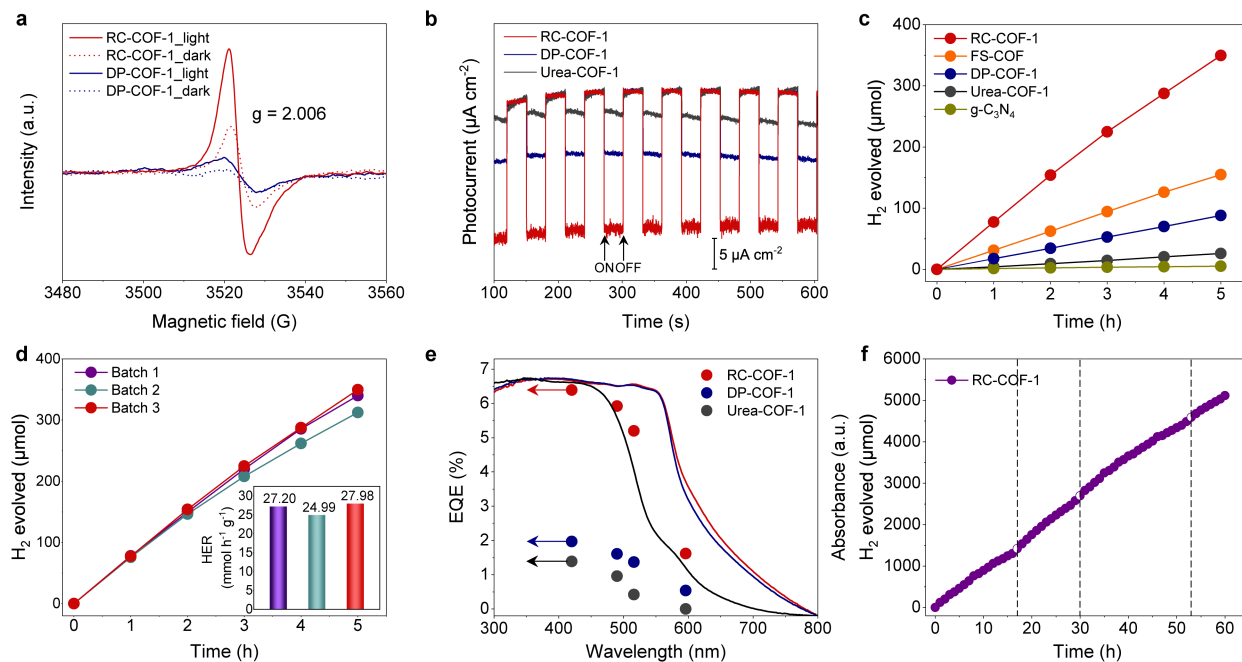 a
RC-COF-1_light
RC-COF-1_dark
DP-COF-1_light
DP-COF-1_dark
g = 2.006
Intensity (a.u.)
3480 3500 3520 3540 3560
Magnetic field (G)
b
RC-COF-1
DP-COF-1
Urea-COF-1
Photocurrent (µA cm⁻²)
ON OFF
5 µA cm⁻²
100 200 300 400 500 600
Time (s)
c
RC-COF-1
FS-COF
DP-COF-1
Urea-COF-1
g-C₃N₄
H₂ evolved (µmol)
400
300
200
100
0
0 1 2 3 4 5
Time (h)
d
Batch 1
Batch 2
Batch 3
H₂ evolved (µmol)
400
300
200
100
0
HER
(mmol h⁻¹ g⁻¹)
30
25
20
15
10
5
0
27.20 24.99 27.98
0 1 2 3 4 5
Time (h)
e
RC-COF-1
DP-COF-1
Urea-COF-1
EQE (%)
7
6
5
4
3
2
1
0
Absorbance (a.u.)
300 400 500 600 700 800
Wavelength (nm)
f
RC-COF-1
H₂ evolved (µmol)
6000
5000
4000
3000
2000
1000
0
0 10 20 30 40 50 60
Time (h)